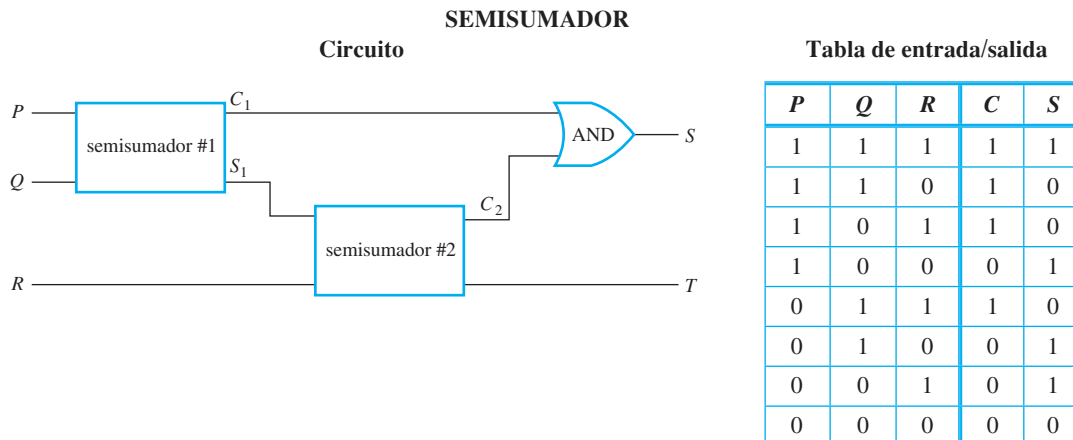 SEMISUMADOR
Circuito
P
Q
R
semisumador #1
C1
S1
semisumador #2
C2
AND
S
T
Tabla de entrada/salida
P Q R C S
1 1 1 1 1
1 1 0 1 0
1 0 1 1 0
1 0 0 0 1
0 1 1 1 0
0 1 0 0 1
0 0 1 0 1
0 0 0 0 0